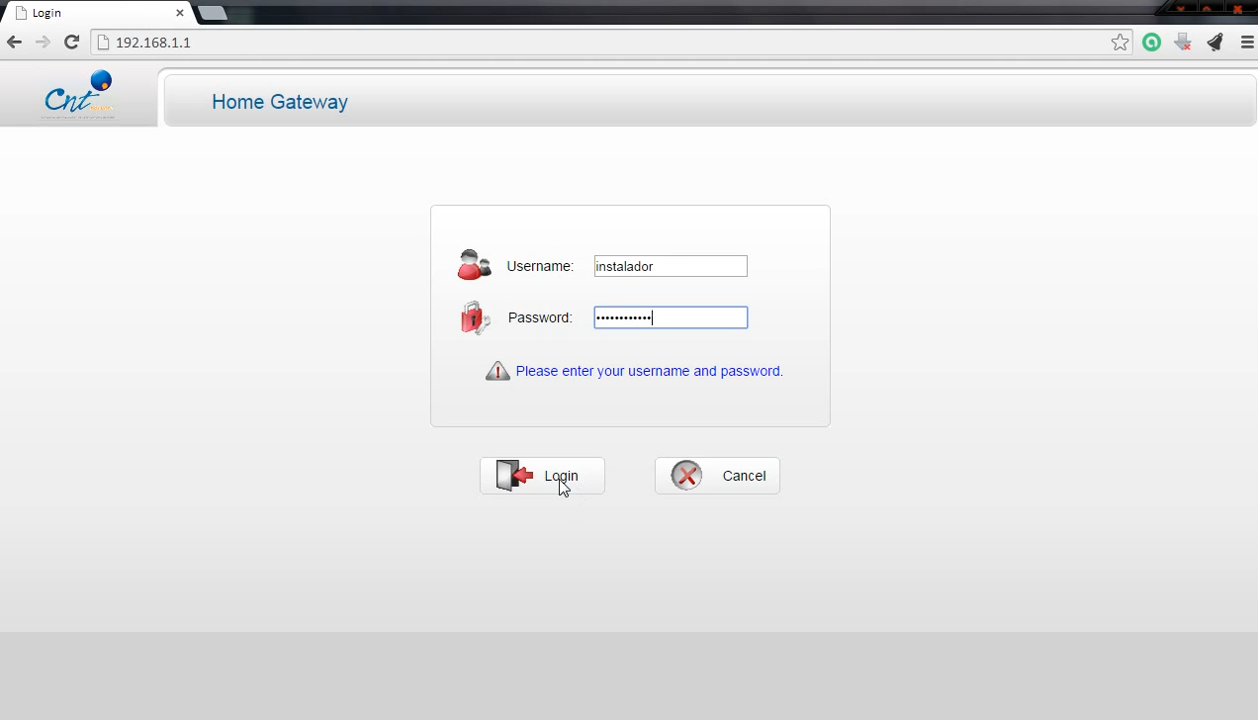 Login
192.168.1.1
Cnt
Home Gateway
Username: instalador
Password: ••••••••••••
Please enter your username and password.
Login
Cancel